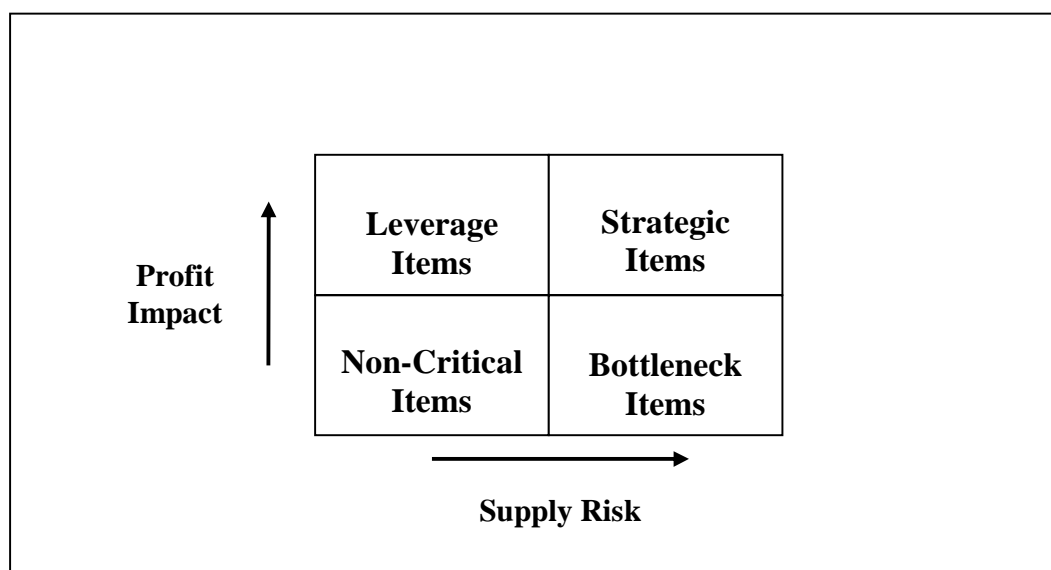 Leverage
Items
Strategic
Items
Profit
Impact
Non-Critical
Items
Bottleneck
Items
Supply Risk